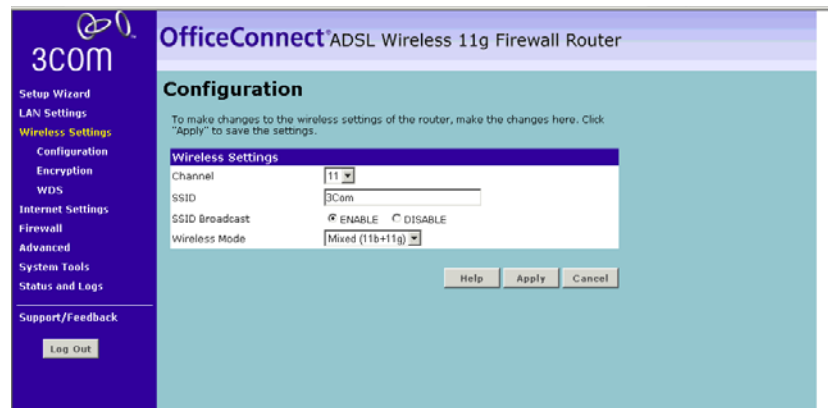 3COM
OfficeConnect® ADSL Wireless 11g Firewall Router
Setup Wizard
LAN Settings
Wireless Settings
Configuration
Encryption
WDS
Internet Settings
Firewall
Advanced
System Tools
Status and Logs
Support/Feedback
Log Out
Configuration
To make changes to the wireless settings of the router, make the changes here. Click
"Apply" to save the settings.
Wireless Settings
Channel 11
SSID 3Com
SSID Broadcast ENABLE DISABLE
Wireless Mode Mixed (11b+11g)
Help Apply Cancel